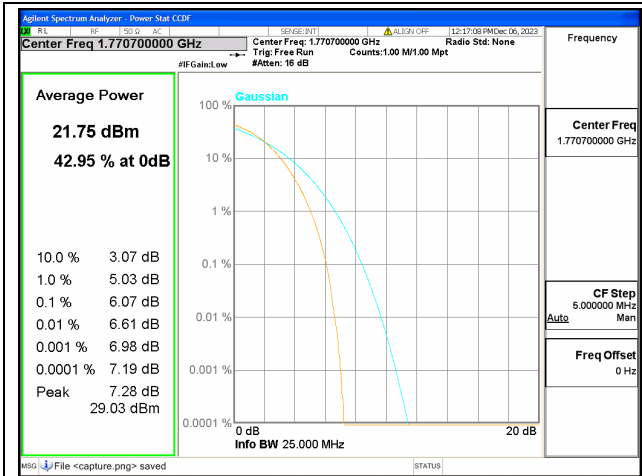 Agilent Spectrum Analyzer - Power Stat CCDF
RL RF 50 Ω AC SENSE:INT ALIGN OFF 12:17:08 PM Dec 06, 2023
Center Freq 1.770700000 GHz
Center Freq: 1.770700000 GHz Radio Std: None
Trig: Free Run Counts:1.00 M/1.00 Mpt
#IFGain:Low #Atten: 16 dB
Frequency
Average Power
21.75 dBm
42.95 % at 0dB
10.0 % 3.07 dB
1.0 % 5.03 dB
0.1 % 6.07 dB
0.01 % 6.61 dB
0.001 % 6.98 dB
0.0001 % 7.19 dB
Peak 7.28 dB
29.03 dBm
Gaussian
100 %
10 %
1 %
0.1 %
0.01 %
0.001 %
0.0001 %
0 dB 20 dB
Info BW 25.000 MHz
Center Freq
1.770700000 GHz
CF Step
5.000000 MHz
Auto Man
Freq Offset
0 Hz
MSG File <capture.png> saved STATUS